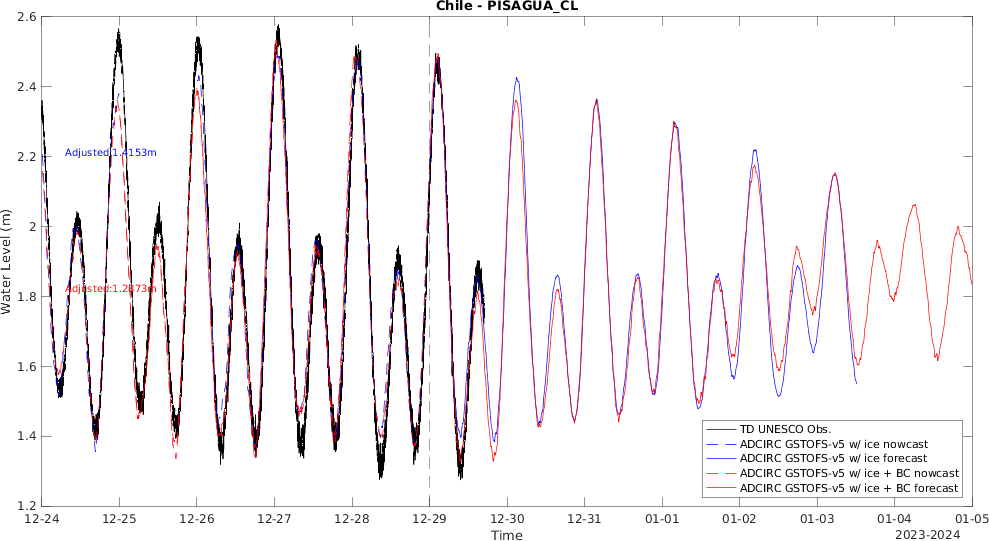 Chile - PISAGUA_CL
2.6
2.4
2.2
2
1.8
1.6
1.4
1.2
Water Level (m)
Adjusted:1.4153m
Adjusted:1.2873m
TD UNESCO Obs.
ADCIRC GSTOFS-v5 w/ ice nowcast
ADCIRC GSTOFS-v5 w/ ice forecast
ADCIRC GSTOFS-v5 w/ ice + BC nowcast
ADCIRC GSTOFS-v5 w/ ice + BC forecast
12-24 12-25 12-26 12-27 12-28 12-29 12-30 12-31 01-01 01-02 01-03 01-04 01-05
Time
2023-2024